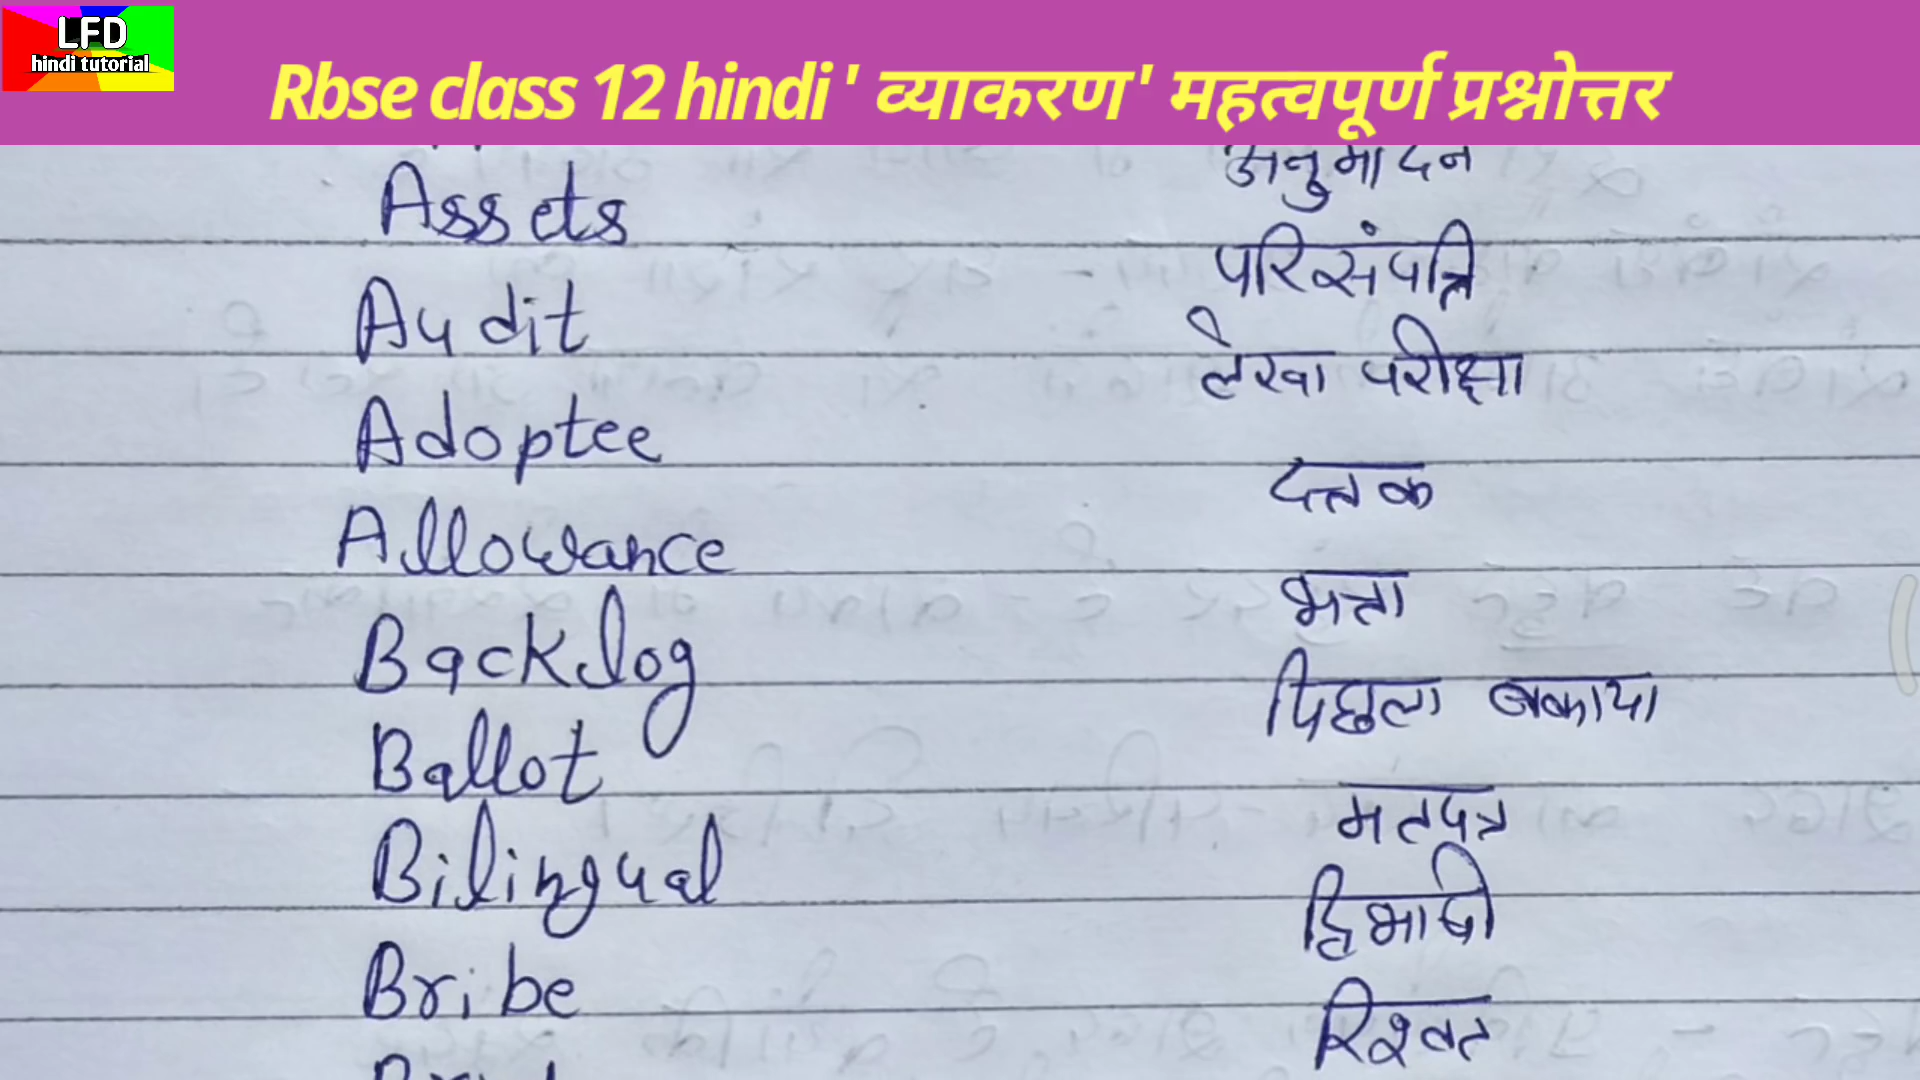 LFD
hindi tutorial
Rbse class 12 hindi ' व्याकरण' महत्वपूर्ण प्रश्नोत्तर
अनुमोदन
Assets परिसंपत्ति
Audit लेखा परीक्षा
Adoptee दत्तक
Allowance भत्ता
Backlog पिछला बकाया
Ballot मतपत्र
Bilingual द्विभाषी
Bribe रिश्वत